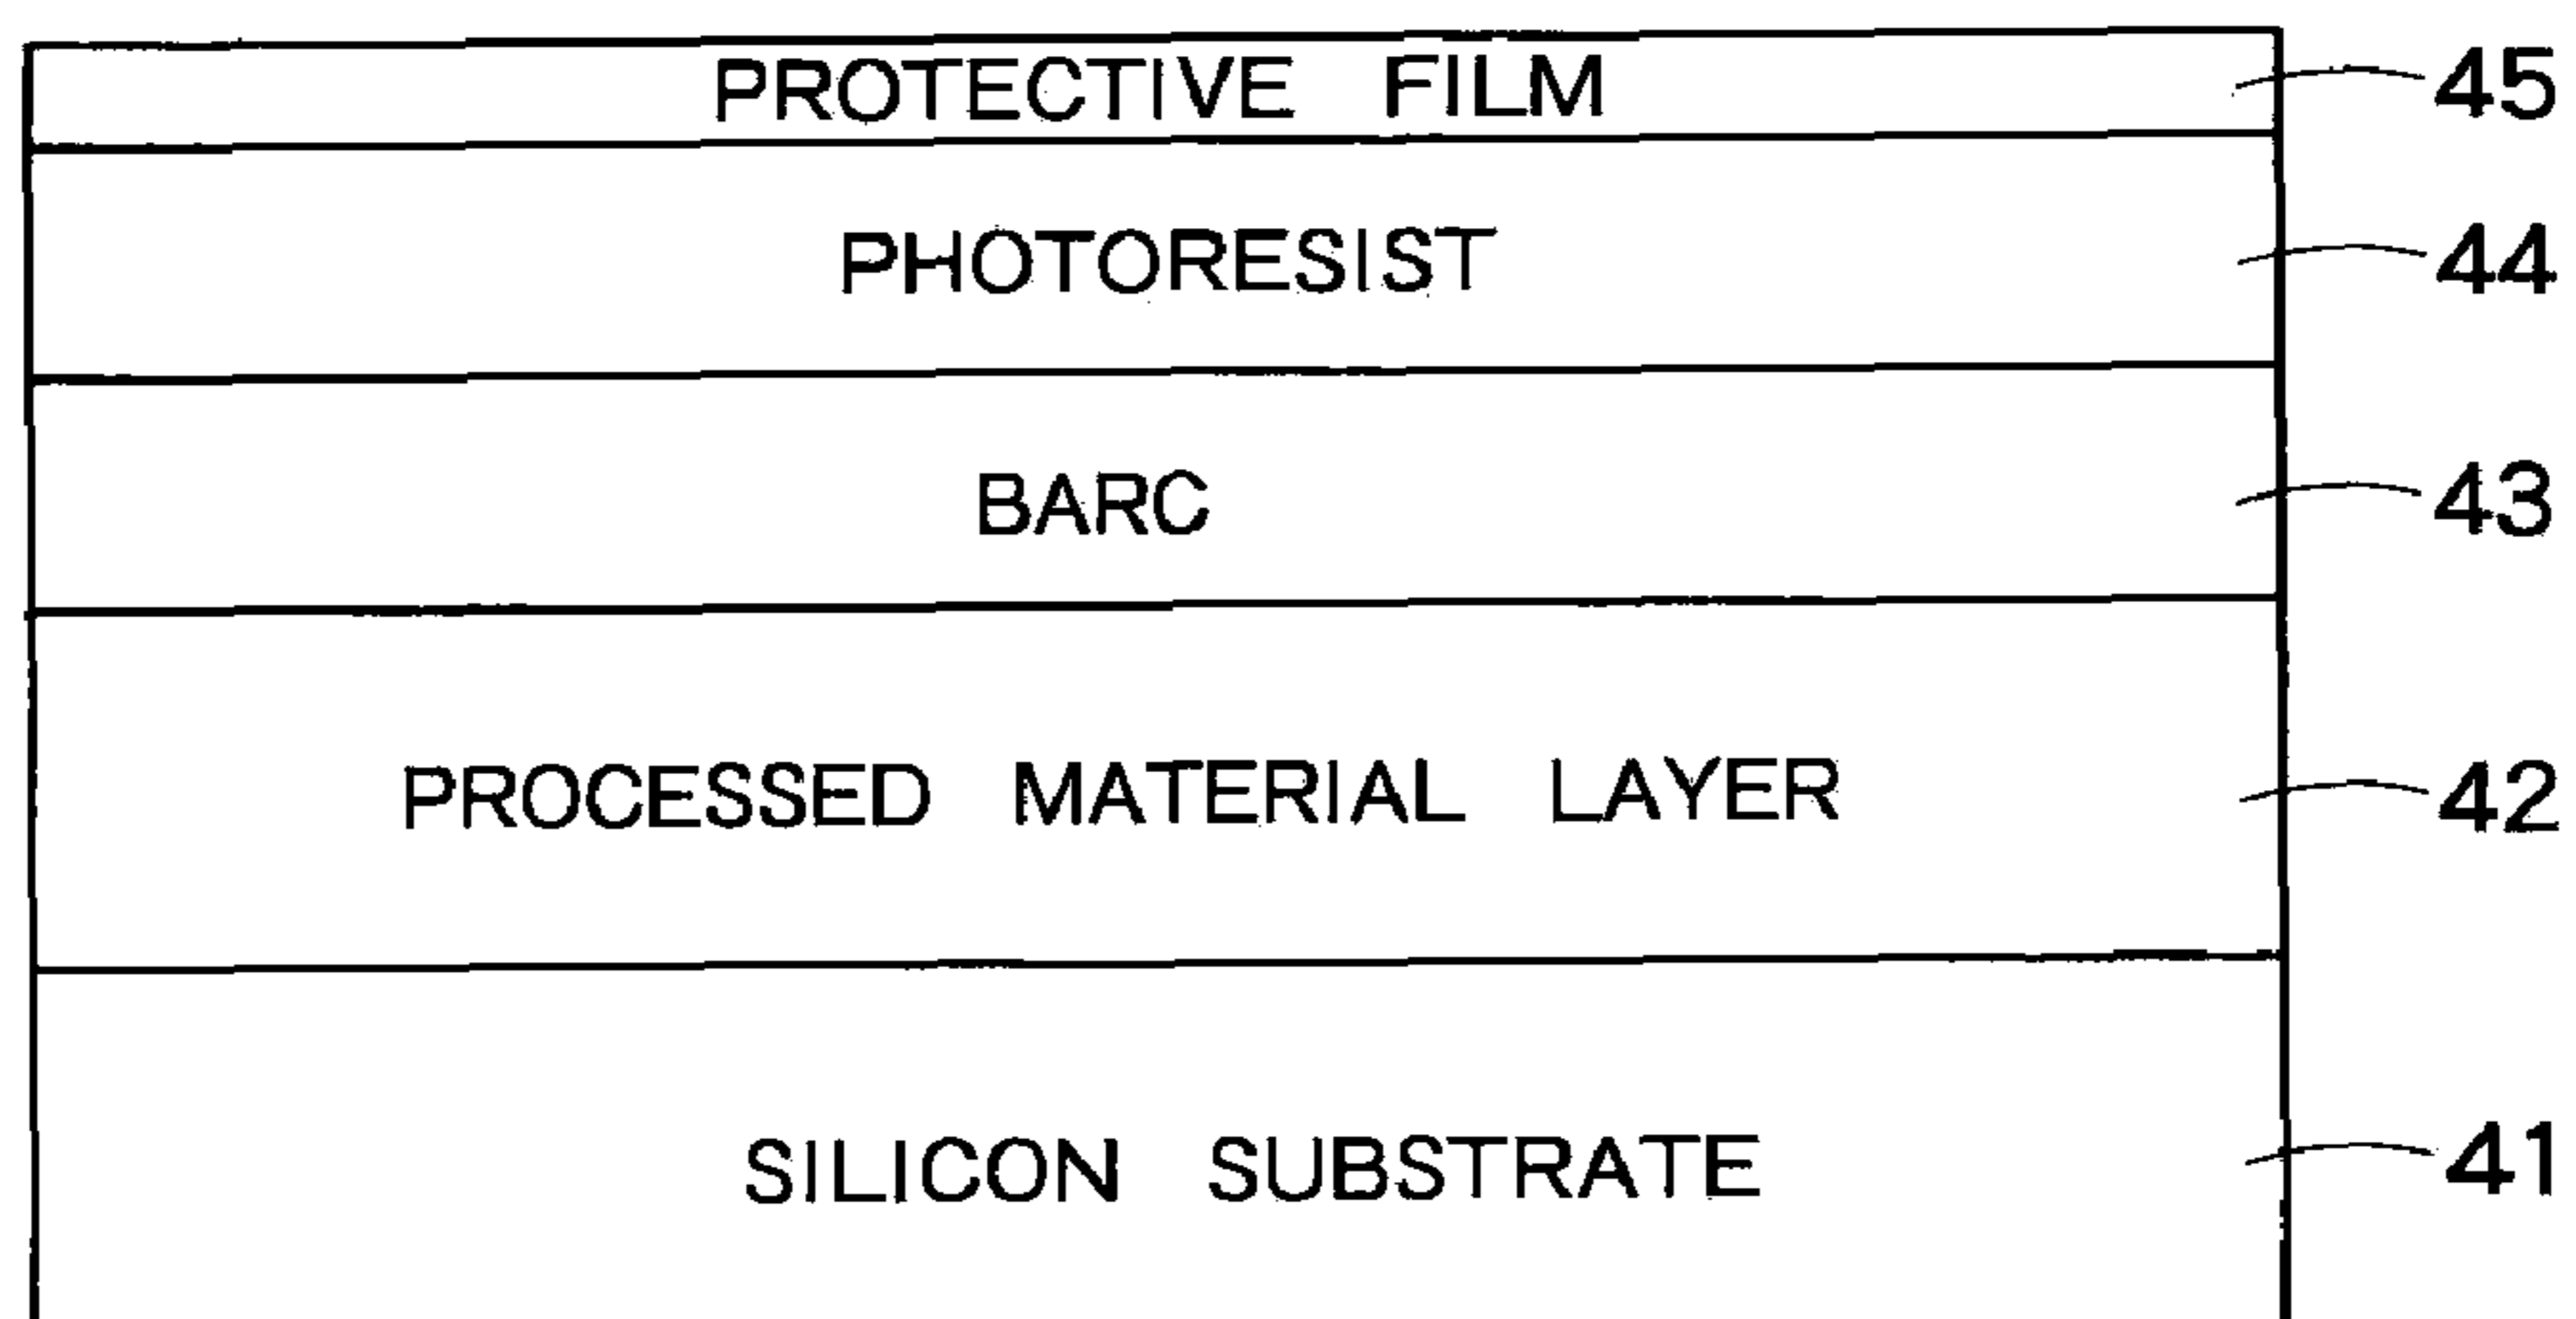 PROTECTIVE FILM 45
PHOTORESIST 44
BARC 43
PROCESSED MATERIAL LAYER 42
SILICON SUBSTRATE 41